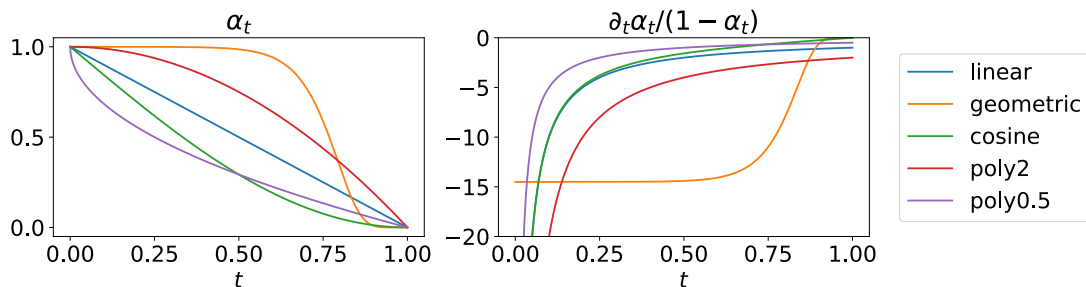 α_t
1.0
0.5
0.0
0.00 0.25 0.50 0.75 1.00
t
∂_tα_t/(1 − α_t)
0
−5
−10
−15
−20
0.00 0.25 0.50 0.75 1.00
t
linear
geometric
cosine
poly2
poly0.5